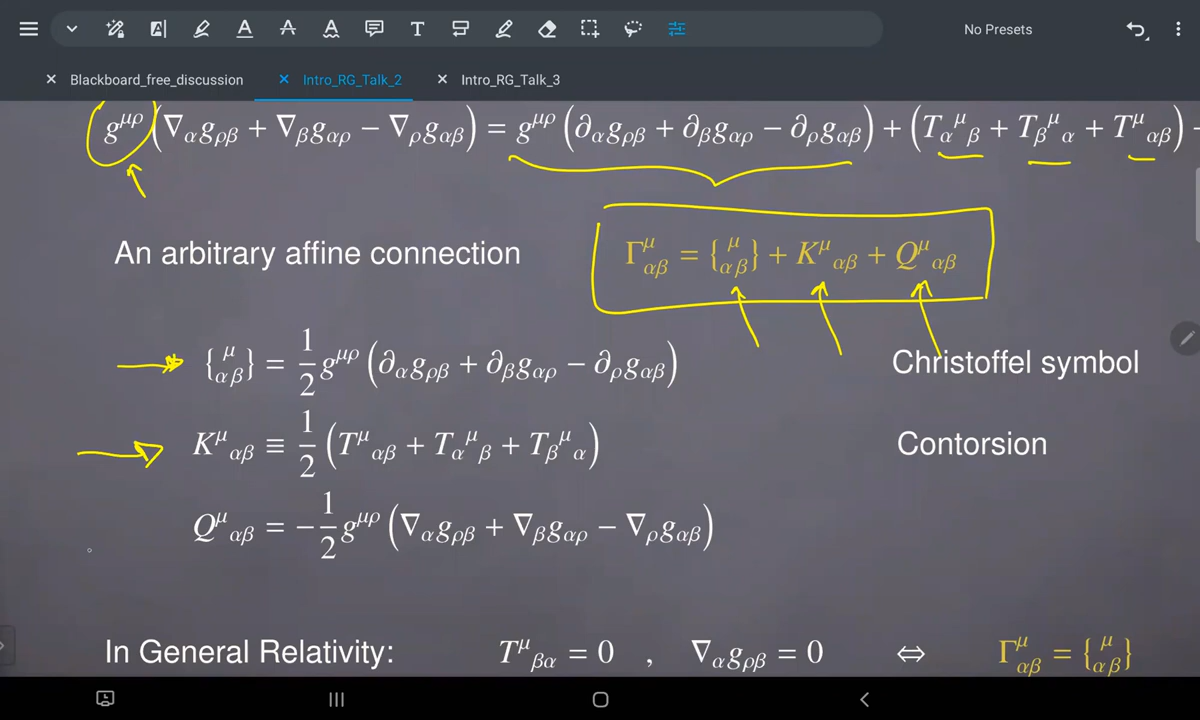 No Presets
Blackboard_free_discussion Intro_RG_Talk_2 Intro_RG_Talk_3
g^{μρ} (∇_α g_{ρβ} + ∇_β g_{αρ} − ∇_ρ g_{αβ}) = g^{μρ} (∂_α g_{ρβ} + ∂_β g_{αρ} − ∂_ρ g_{αβ}) + (T_α{}^μ{}_β + T_β{}^μ{}_α + T^μ{}_{αβ}) −
An arbitrary affine connection Γ^μ_{αβ} = {^μ_{αβ}} + K^μ{}_{αβ} + Q^μ{}_{αβ}
{^μ_{αβ}} = 1/2 g^{μρ} (∂_α g_{ρβ} + ∂_β g_{αρ} − ∂_ρ g_{αβ}) Christoffel symbol
K^μ{}_{αβ} ≡ 1/2 (T^μ{}_{αβ} + T_α{}^μ{}_β + T_β{}^μ{}_α) Contorsion
Q^μ{}_{αβ} = −1/2 g^{μρ} (∇_α g_{ρβ} + ∇_β g_{αρ} − ∇_ρ g_{αβ})
In General Relativity: T^μ{}_{βα} = 0 , ∇_α g_{ρβ} = 0 ⇔ Γ^μ_{αβ} = {^μ_{αβ}}